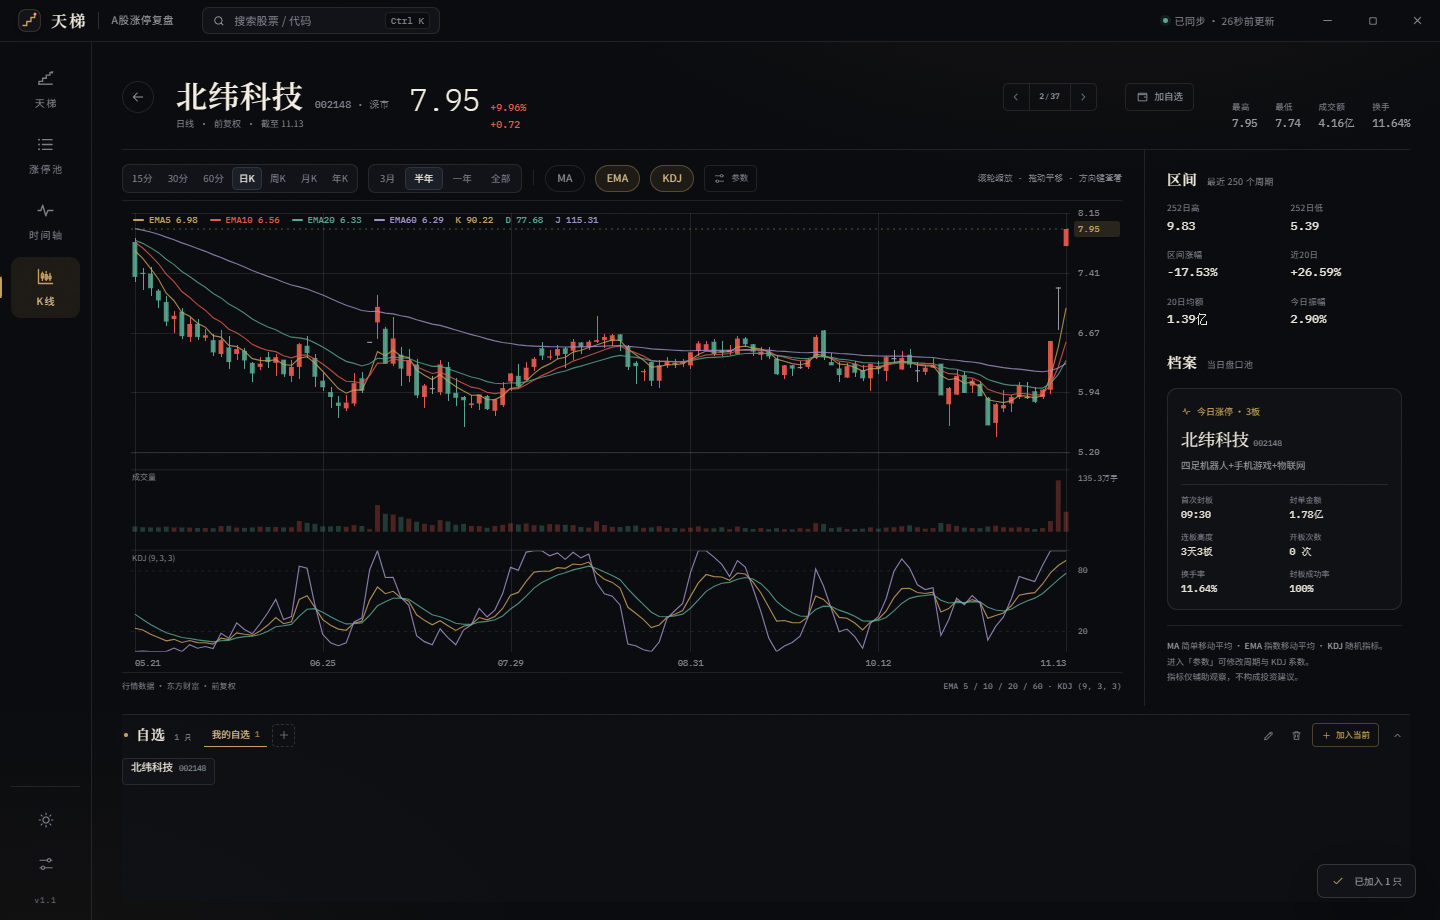 天梯 A股涨停复盘 搜索股票 / 代码 Ctrl K 已同步 · 26秒前更新
天梯
涨停池
时间轴
K线
v1.1
北纬科技 002148 · 深市 7.95 +9.96% +0.72
日线 · 前复权 · 截至 11.13
2/37 加自选
最高 最低 成交额 换手
7.95 7.74 4.16亿 11.64%
15分 30分 60分 日K 周K 月K 年K 3月 半年 一年 全部 MA EMA KDJ 参数 滚轮缩放 · 拖动平移 · 方向键查看
EMA5 6.98 EMA10 6.56 EMA20 6.33 EMA60 6.29 K 90.22 D 77.68 J 115.31
8.15
7.95
7.41
6.67
5.94
5.20
成交量 135.3万手
KDJ (9, 3, 3)
80
20
05.21 06.25 07.29 08.31 10.12 11.13
行情数据 · 东方财富 · 前复权 EMA 5 / 10 / 20 / 60 · KDJ (9, 3, 3)
区间 最近 250 个周期
252日高 252日低
9.83 5.39
区间涨幅 近20日
-17.53% +26.59%
20日均额 今日振幅
1.39亿 2.90%
档案 当日盘口池
今日涨停 · 3板
北纬科技 002148
四足机器人+手机游戏+物联网
首次封板 封单金额
09:30 1.78亿
连板高度 开板次数
3天3板 0 次
换手率 封板成功率
11.64% 100%
MA 简单移动平均 · EMA 指数移动平均 · KDJ 随机指标。
进入「参数」可修改周期与 KDJ 系数。
指标仅辅助观察，不构成投资建议。
自选 1 只 我的自选 1 加入当前
北纬科技 002148
已加入 1 只